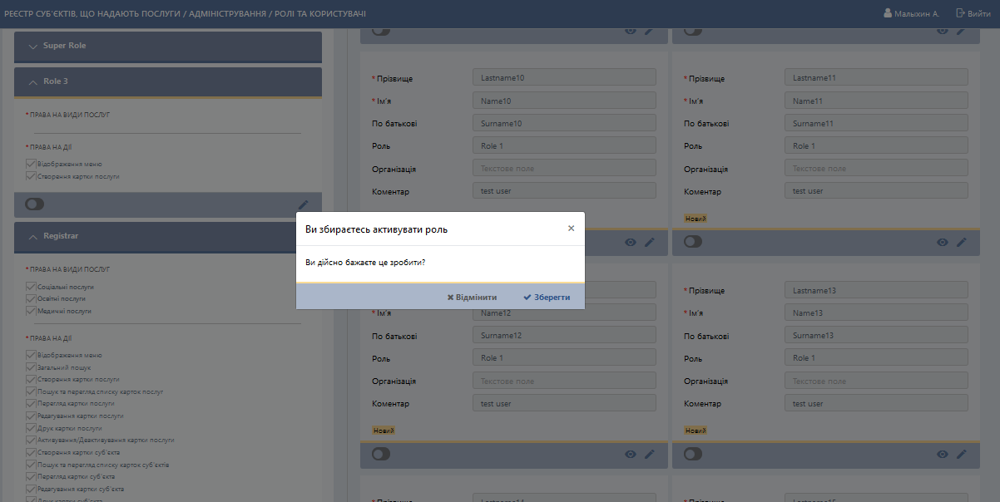 РЕЄСТР СУБ'ЄКТІВ, ЩО НАДАЮТЬ ПОСЛУГИ / АДМІНІСТРУВАННЯ / РОЛІ ТА КОРИСТУВАЧІ
Малыхин А.
Вийти
Super Role
Role 3
* ПРАВА НА ВИДИ ПОСЛУГ
* ПРАВА НА ДІЇ
Відображення меню
Створення картки послуги
Registrar
* ПРАВА НА ВИДИ ПОСЛУГ
Соціальні послуги
Освітні послуги
Медичні послуги
* ПРАВА НА ДІЇ
Відображення меню
Загальний пошук
Створення картки послуги
Пошук та перегляд списку карток послуг
Перегляд картки послуги
Редагування картки послуги
Друк картки послуги
Активування/Деактивування картки послуги
Створення картки суб'єкта
Пошук та перегляд списку карток суб'єктів
Перегляд картки суб'єкта
Редагування картки суб'єкта
Друк картки суб'єкта
* Прізвище Lastname10
* Ім'я Name10
По батькові Surname10
Роль Role 1
Організація Текстове поле
Коментар test user
* Прізвище Lastname11
* Ім'я Name11
По батькові Surname11
Роль Role 1
Організація Текстове поле
Коментар test user
Новий
Ви збираєтесь активувати роль
×
Ви дійсно бажаєте це зробити?
Відмінити
Зберегти
* Ім'я Name12
По батькові Surname12
Роль Role 1
Організація Текстове поле
Коментар test user
Новий
* Прізвище Lastname13
* Ім'я Name13
По батькові Surname13
Роль Role 1
Організація Текстове поле
Коментар test user
Новий
* Прізвище Lastname14
* Прізвище Lastname15